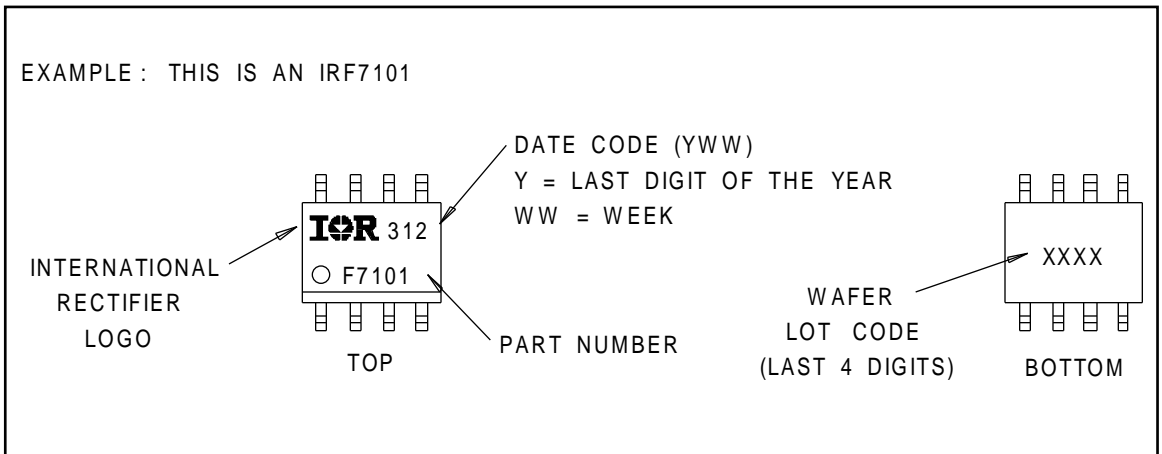 EXAMPLE : THIS IS AN IRF7101
DATE CODE (YWW)
Y = LAST DIGIT OF THE YEAR
WW = WEEK
INTERNATIONAL
RECTIFIER
LOGO
IOR 312
F7101
TOP
PART NUMBER
WAFER
LOT CODE
(LAST 4 DIGITS)
XXXX
BOTTOM